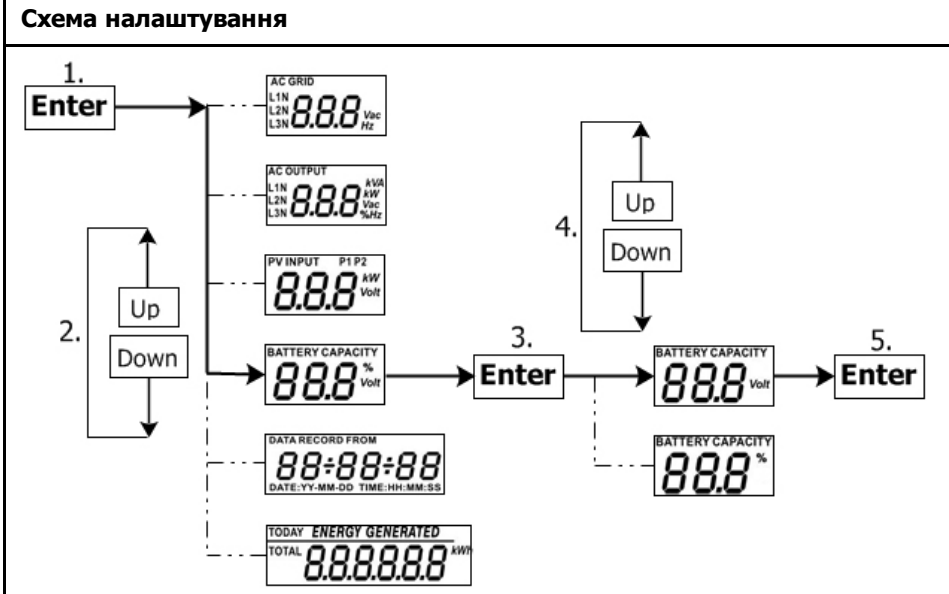 Схема налаштування
1.
Enter
AC GRID
L1N
L2N
L3N
8.8.8
Vac
Hz
AC OUTPUT
L1N
L2N
L3N
8.8.8
kVA
kW
Vac
%Hz
PV INPUT P1 P2
8.8.8
kW
Volt
2.
Up
Down
BATTERY CAPACITY
88.8
%
Volt
3.
Enter
4.
Up
Down
BATTERY CAPACITY
88.8
Volt
5.
Enter
BATTERY CAPACITY
88.8
%
DATA RECORD FROM
88:88:88
DATE:YY-MM-DD TIME:HH:MM:SS
TODAY ENERGY GENERATED
TOTAL
8.8.8.8.8.8
kWh